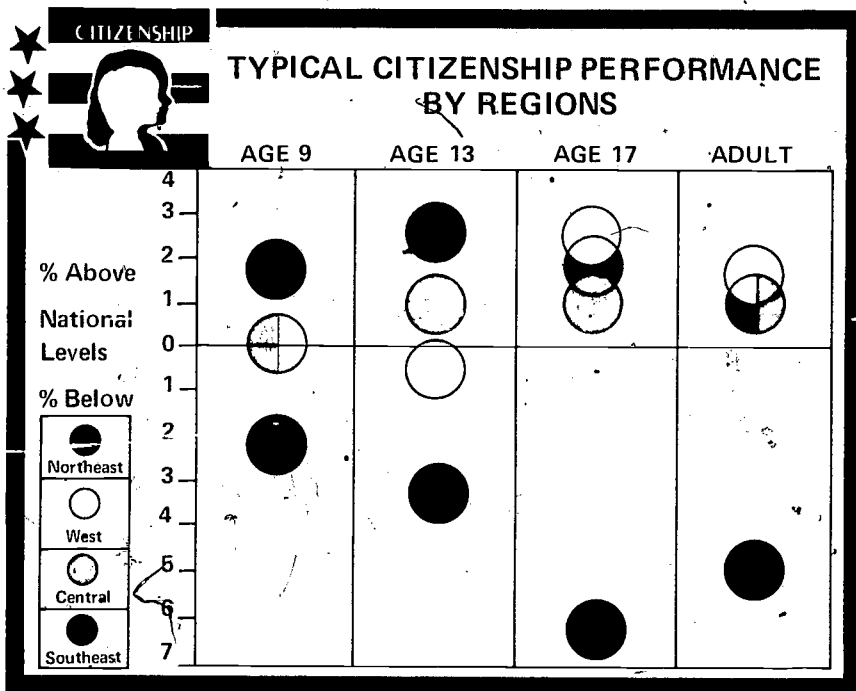 CITIZENSHIP
TYPICAL CITIZENSHIP PERFORMANCE
BY REGIONS
AGE 9 AGE 13 AGE 17 ADULT
4
3
2
% Above
1
National
0
Levels
1
% Below
2
Northeast
3
4
West
5
Central
6
7
Southeast